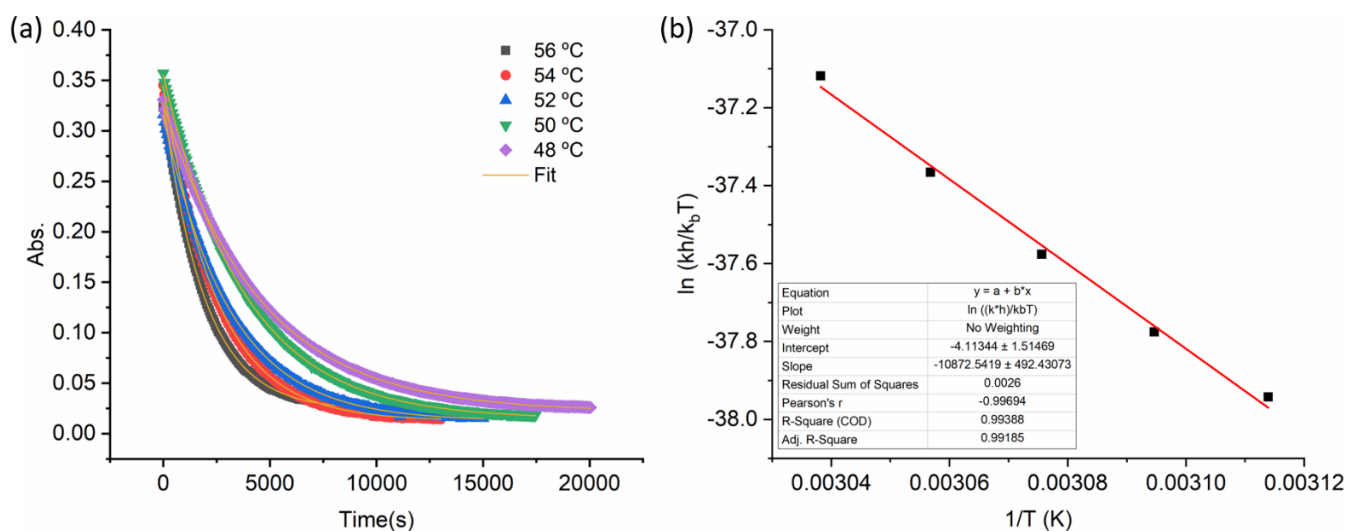 (a)
0.40
0.35
0.30
0.25
0.20
0.15
0.10
0.05
0.00
Abs.
56 ºC
54 ºC
52 ºC
50 ºC
48 ºC
Fit
0 5000 10000 15000 20000
Time(s)
(b)
-37.0
-37.2
-37.4
-37.6
-37.8
-38.0
ln (kh/kbT)
Equation y = a + b*x
Plot ln ((k*h)/kbT)
Weight No Weighting
Intercept -4.11344 ± 1.51469
Slope -10872.5419 ± 492.43073
Residual Sum of Squares 0.0026
Pearson's r -0.99694
R-Square (COD) 0.99388
Adj. R-Square 0.99185
0.00304 0.00306 0.00308 0.00310 0.00312
1/T (K)